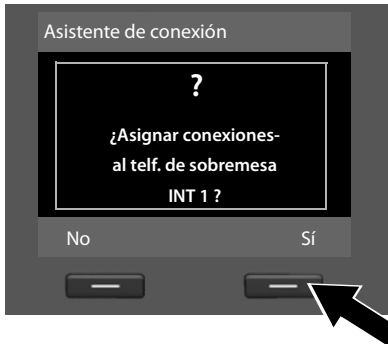 Asistente de conexión
?
¿Asignar conexiones-
al telf. de sobremesa
INT 1 ?
No Sí